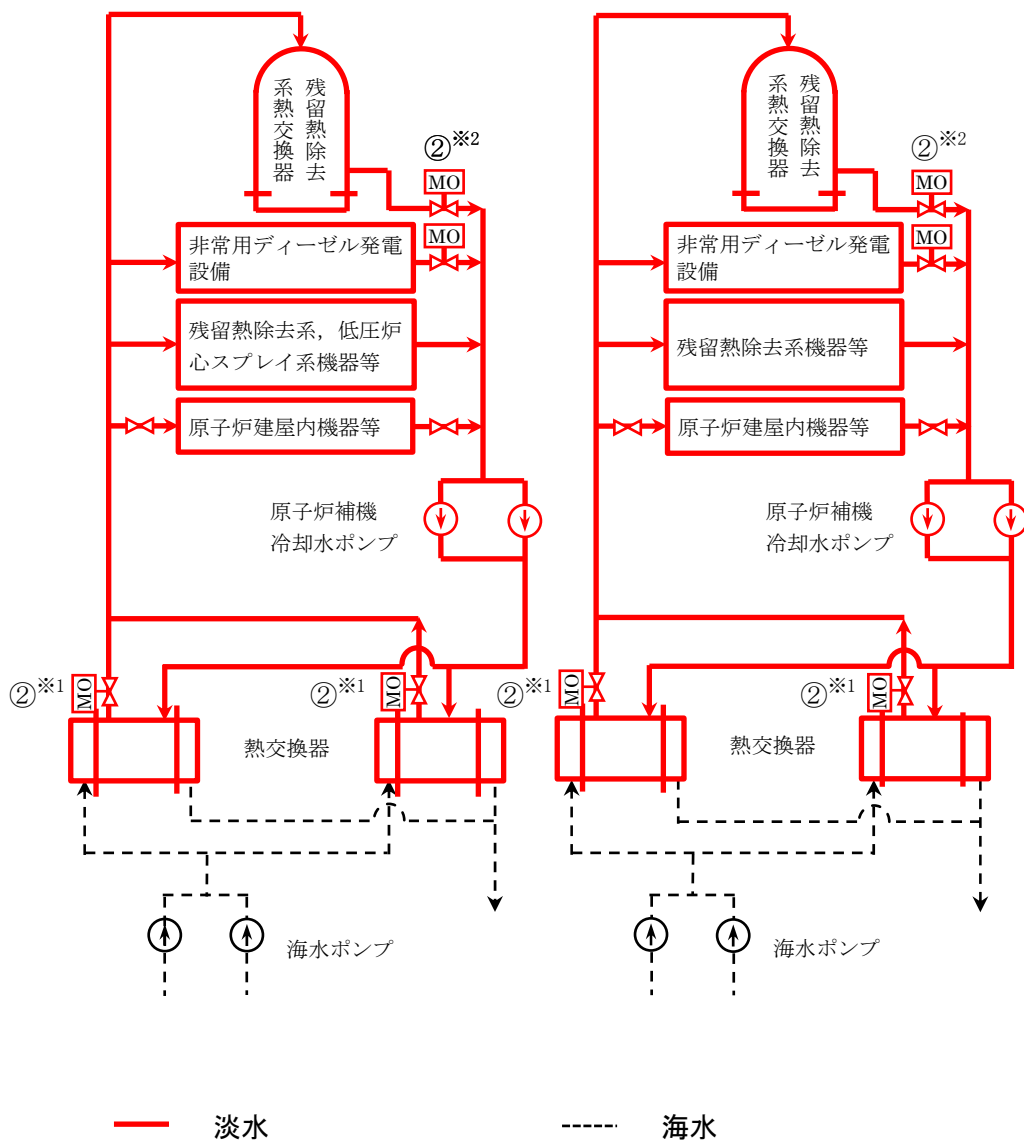 残留熱除去
系熱交換器
②※2
MO
非常用ディーゼル発電
設備
MO
残留熱除去系，低圧炉
心スプレイ系機器等
原子炉建屋内機器等
原子炉補機
冷却水ポンプ
②※1
MO
②※1
MO
熱交換器
海水ポンプ
残留熱除去
系熱交換器
②※2
MO
非常用ディーゼル発電
設備
MO
残留熱除去系機器等
原子炉建屋内機器等
原子炉補機
冷却水ポンプ
②※1
MO
②※1
MO
熱交換器
海水ポンプ
淡水
海水